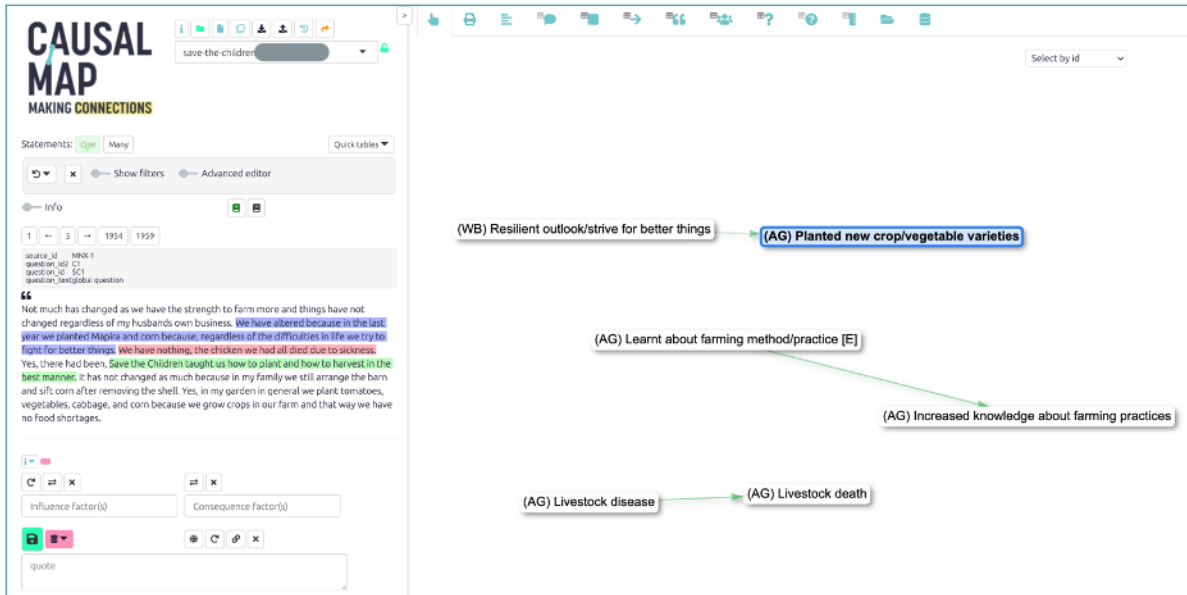 CAUSAL
MAP
MAKING CONNECTIONS
save-the-children
Select by id
Statements: One Many
Quick tables
Show filters
Advanced editor
Info
1 ← 5 → 1954 1959
source_id MNX-1
question_id2 C1
question_id SC1
question_textglobal question
Not much has changed as we have the strength to farm more and things have not
changed regardless of my husbands own business. We have altered because in the last
year we planted Mapira and corn because, regardless of the difficulties in life we try to
fight for better things. We have nothing, the chicken we had all died due to sickness.
Yes, there had been, Save the Children taught us how to plant and how to harvest in the
best manner. It has not changed as much because in my family we still arrange the barn
and sift corn after removing the shell. Yes, in my garden in general we plant tomatoes,
vegetables, cabbage, and corn because we grow crops in our farm and that way we have
no food shortages.
Influence factor(s)
Consequence factor(s)
quote
(WB) Resilient outlook/strive for better things
(AG) Planted new crop/vegetable varieties
(AG) Learnt about farming method/practice [E]
(AG) Increased knowledge about farming practices
(AG) Livestock disease
(AG) Livestock death